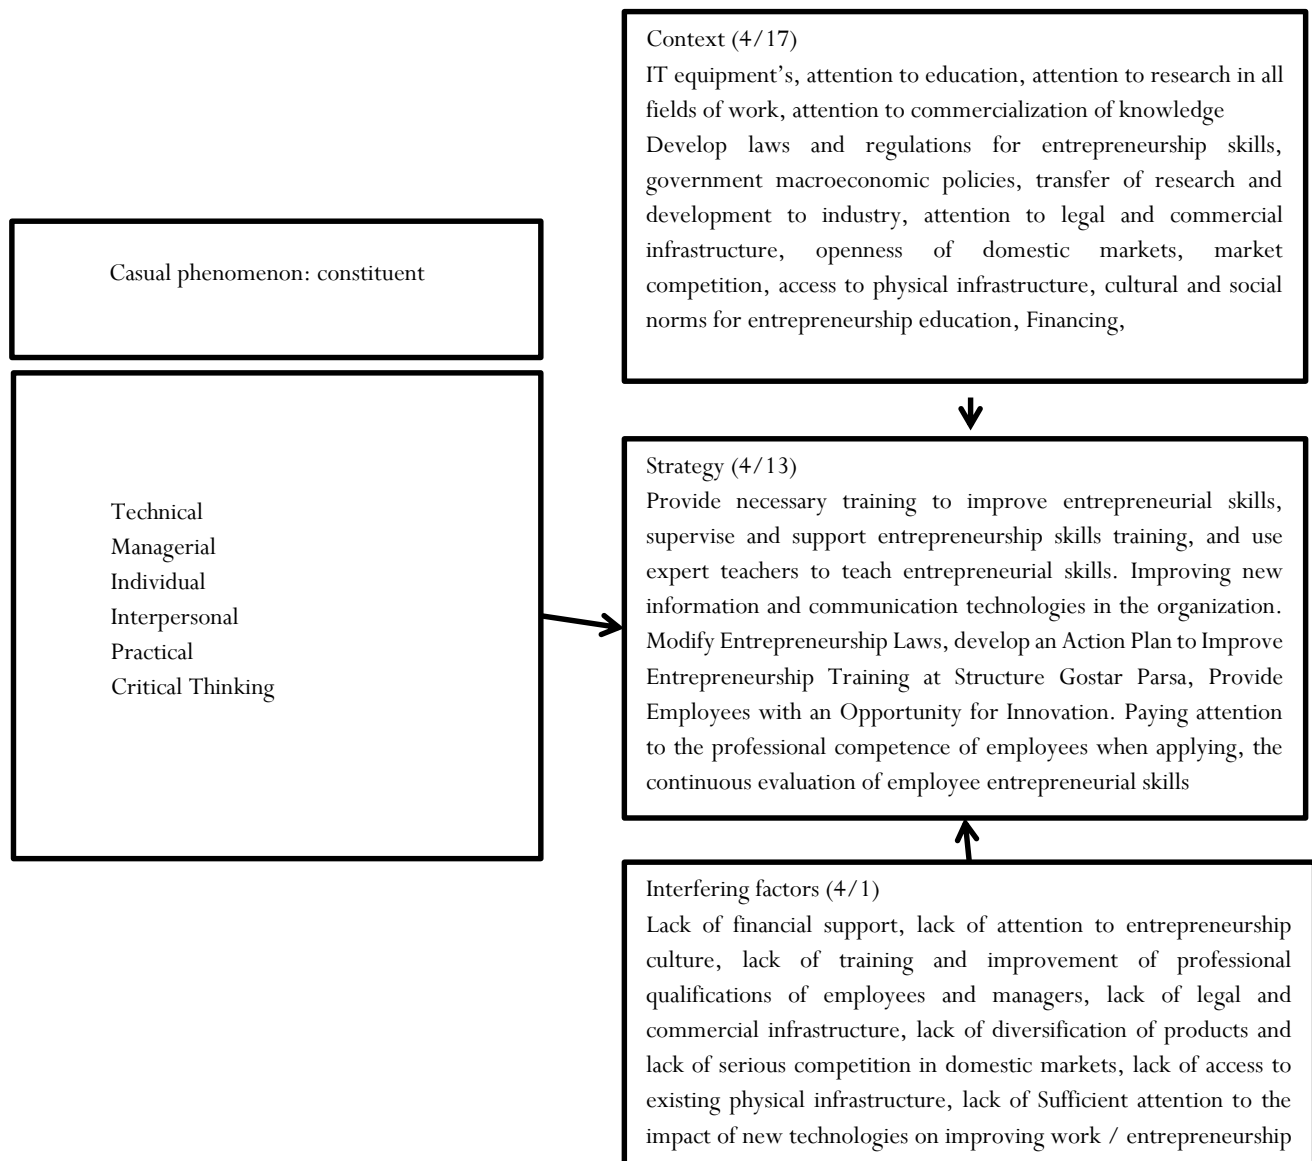 Context (4/17)
IT equipment's, attention to education, attention to research in all
fields of work, attention to commercialization of knowledge
Develop laws and regulations for entrepreneurship skills,
government macroeconomic policies, transfer of research and
development to industry, attention to legal and commercial
infrastructure, openness of domestic markets, market
competition, access to physical infrastructure, cultural and social
norms for entrepreneurship education, Financing,
Casual phenomenon: constituent
Technical
Managerial
Individual
Interpersonal
Practical
Critical Thinking
Strategy (4/13)
Provide necessary training to improve entrepreneurial skills,
supervise and support entrepreneurship skills training, and use
expert teachers to teach entrepreneurial skills. Improving new
information and communication technologies in the organization.
Modify Entrepreneurship Laws, develop an Action Plan to Improve
Entrepreneurship Training at Structure Gostar Parsa, Provide
Employees with an Opportunity for Innovation. Paying attention
to the professional competence of employees when applying, the
continuous evaluation of employee entrepreneurial skills
Interfering factors (4/1)
Lack of financial support, lack of attention to entrepreneurship
culture, lack of training and improvement of professional
qualifications of employees and managers, lack of legal and
commercial infrastructure, lack of diversification of products and
lack of serious competition in domestic markets, lack of access to
existing physical infrastructure, lack of Sufficient attention to the
impact of new technologies on improving work / entrepreneurship